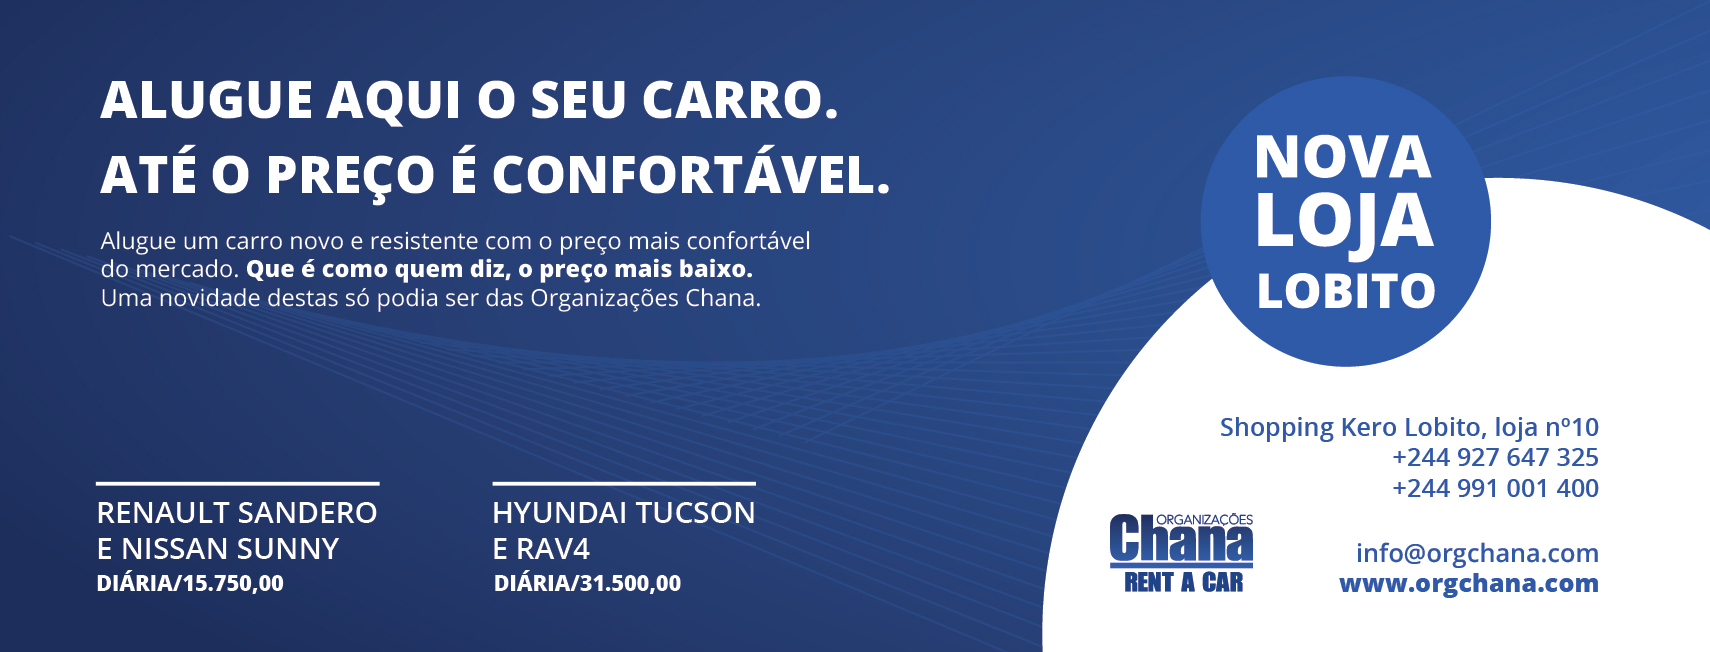 ALUGUE AQUI O SEU CARRO.
ATÉ O PREÇO É CONFORTÁVEL.
Alugue um carro novo e resistente com o preço mais confortável
do mercado. Que é como quem diz, o preço mais baixo.
Uma novidade destas só podia ser das Organizações Chana.
RENAULT SANDERO
E NISSAN SUNNY
DIÁRIA/15.750,00
HYUNDAI TUCSON
E RAV4
DIÁRIA/31.500,00
NOVA
LOJA
LOBITO
Shopping Kero Lobito, loja nº10
+244 927 647 325
+244 991 001 400
ORGANIZAÇÕES
Chana
RENT A CAR
info@orgchana.com
www.orgchana.com